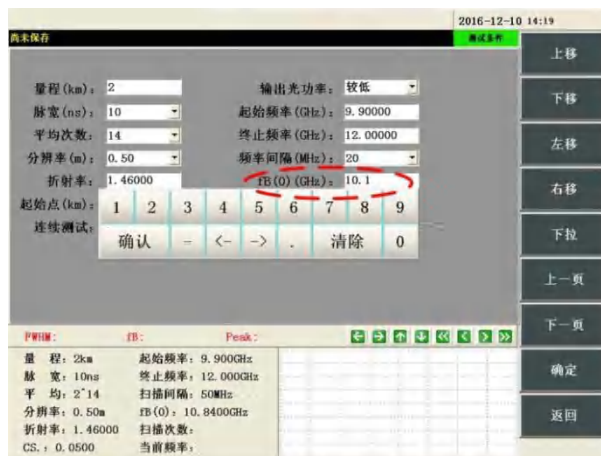 2016-12-10 14:19
尚未保存
测试条件
量程(km): 2
输出光功率: 较低
脉宽(ns): 10
起始频率(GHz): 9.90000
平均次数: 14
终止频率(GHz): 12.00000
分辨率(m): 0.50
频率间隔(MHz): 20
折射率: 1.46000
fB(0)(GHz): 10.1
起始点(km):
连续测试:
1 2 3 4 5 6 7 8 9
确认 - <- -> . 清除 0
上移
下移
左移
右移
下拉
上一页
下一页
确定
返回
PWHM: fB: Peak:
量 程: 2km 起始频率: 9.900GHz
脉 宽: 10ns 终止频率: 12.000GHz
平 均: 2^14 扫描间隔: 50MHz
分辨率: 0.50m fB(0): 10.8400GHz
折射率: 1.46000 扫描次数:
CS.: 0.0500 当前频率: